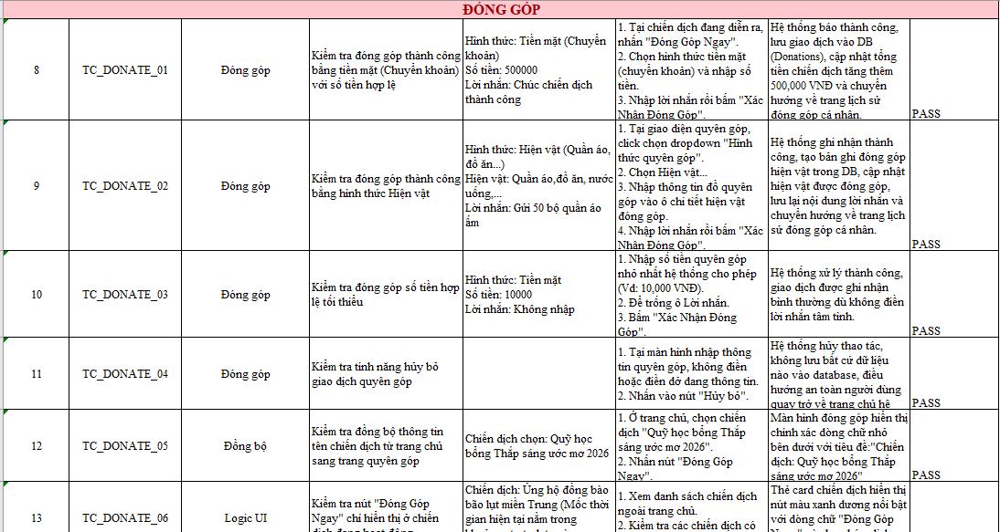 ĐÓNG GÓP
8
TC_DONATE_01
Đóng góp
Kiểm tra đóng góp thành công
bằng tiền mặt (Chuyển khoản)
với số tiền hợp lệ
Hình thức: Tiền mặt (Chuyển
khoản)
Số tiền: 500000
Lời nhắn: Chúc chiến dịch
thành công
1. Tại chiến dịch đang diễn ra,
nhấn "Đóng Góp Ngay".
2. Chọn hình thức tiền mặt
(chuyển khoản) và nhập số
tiền.
3. Nhập lời nhắn rồi bấm "Xác
Nhận Đóng Góp".
Hệ thống báo thành công,
lưu giao dịch vào DB
(Donations), cập nhật tổng
tiền chiến dịch tăng thêm
500,000 VNĐ và chuyển
hướng về trang lịch sử
đóng góp cá nhân.
PASS
9
TC_DONATE_02
Đóng góp
Kiểm tra đóng góp thành công
bằng hình thức Hiện vật
Hình thức: Hiện vật (Quần áo,
đồ ăn...)
Hiện vật: Quần áo,đồ ăn, nước
uống,...
Lời nhắn: Gửi 50 bộ quần áo
ấm
1. Tại giao diện quyên góp,
click chọn dropdown "Hình
thức quyên góp".
2. Chọn Hiện vật...
3. Nhập thông tin đồ quyên
góp vào ô chi tiết hiện vật
đóng góp.
4. Nhập lời nhắn rồi bấm "Xác
Nhận Đóng Góp".
Hệ thống ghi nhận thành
công, tạo bản ghi đóng góp
hiện vật trong DB, cập nhật
hiện vật được đóng góp,
lưu lại nội dung lời nhắn và
chuyển hướng về trang lịch
sử đóng góp cá nhân.
PASS
10
TC_DONATE_03
Đóng góp
Kiểm tra đóng góp số tiền hợp
lệ tối thiểu
Hình thức: Tiền mặt
Số tiền: 10000
Lời nhắn: Không nhập
1. Nhập số tiền quyên góp
nhỏ nhất hệ thống cho phép
(Vd: 10,000 VNĐ).
2. Để trống ô Lời nhắn.
3. Bấm "Xác Nhận Đóng
Góp".
Hệ thống xử lý thành công,
giao dịch được ghi nhận
bình thường dù không điền
lời nhắn tâm tình.
PASS
11
TC_DONATE_04
Đóng góp
Kiểm tra tính năng hủy bỏ
giao dịch quyên góp
1. Tại màn hình nhập thông
tin quyên góp, không điền
hoặc điền dở dang thông tin.
2. Nhấn vào nút "Hủy bỏ".
Hệ thống hủy thao tác,
không lưu bất cứ dữ liệu
nào vào database, điều
hướng an toàn người dùng
quay trở về trang chủ hệ
PASS
12
TC_DONATE_05
Đồng bộ
Kiểm tra đồng bộ thông tin
tên chiến dịch từ trang chủ
sang trang quyên góp
Chiến dịch chọn: Quỹ học
bổng Thắp sáng ước mơ 2026
1. Ở trang chủ, chọn chiến
dịch "Quỹ học bổng Thắp
sáng ước mơ 2026".
2. Nhấn nút "Đóng Góp
Ngay".
Màn hình đóng góp hiển thị
chính xác dòng chữ nhỏ
bên dưới với tiêu đề:"Chiến
dịch: Quỹ học bổng Thắp
sáng ước mơ 2026"
PASS
13
TC_DONATE_06
Logic UI
Kiểm tra nút "Đóng Góp
Ngay" chỉ hiển thị ở chiến
Chiến dịch: Ủng hộ đồng bào
bão lụt miền Trung (Mốc thời
gian hiện tại nằm trong
1. Xem danh sách chiến dịch
ngoài trang chủ.
2. Kiểm tra các chiến dịch có
Thẻ card chiến dịch hiển thị
nút màu xanh dương nổi bật
với dòng chữ "Đóng Góp